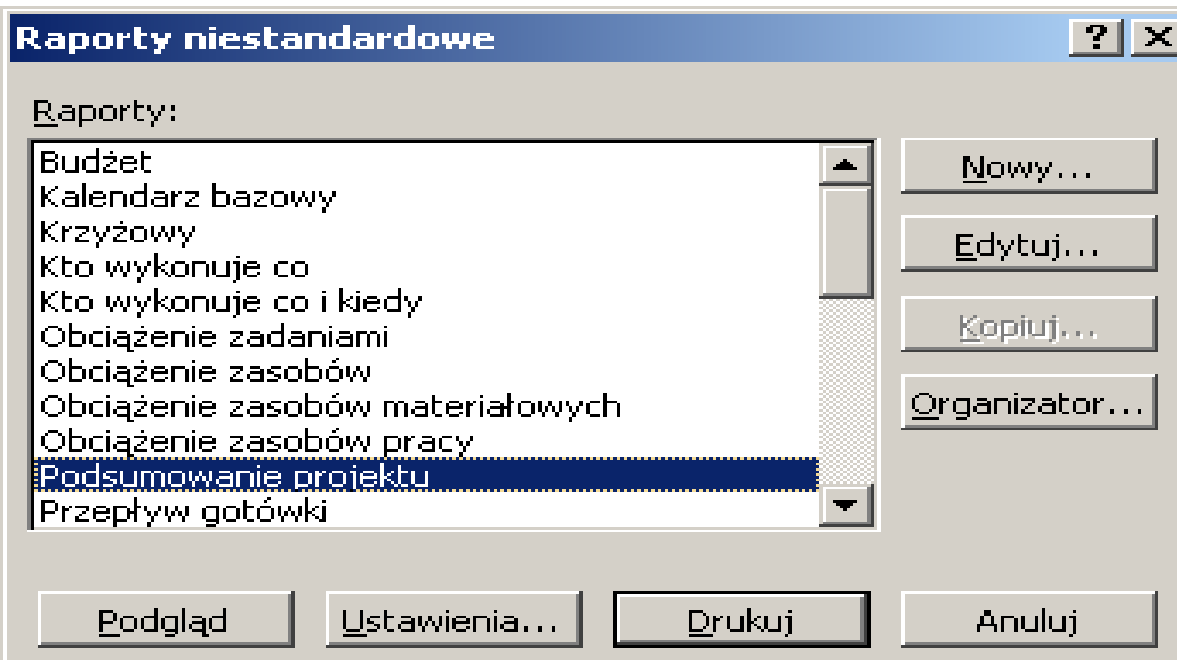 Raporty niestandardowe
Raporty:
Budżet
Kalendarz bazowy
Krzyżowy
Kto wykonuje co
Kto wykonuje co i kiedy
Obciążenie zadaniami
Obciążenie zasobów
Obciążenie zasobów materiałowych
Obciążenie zasobów pracy
Podsumowanie projektu
Przepływ gotówki
Nowy...
Edytuj...
Kopiuj...
Organizator...
Podgląd
Ustawienia...
Drukuj
Anuluj